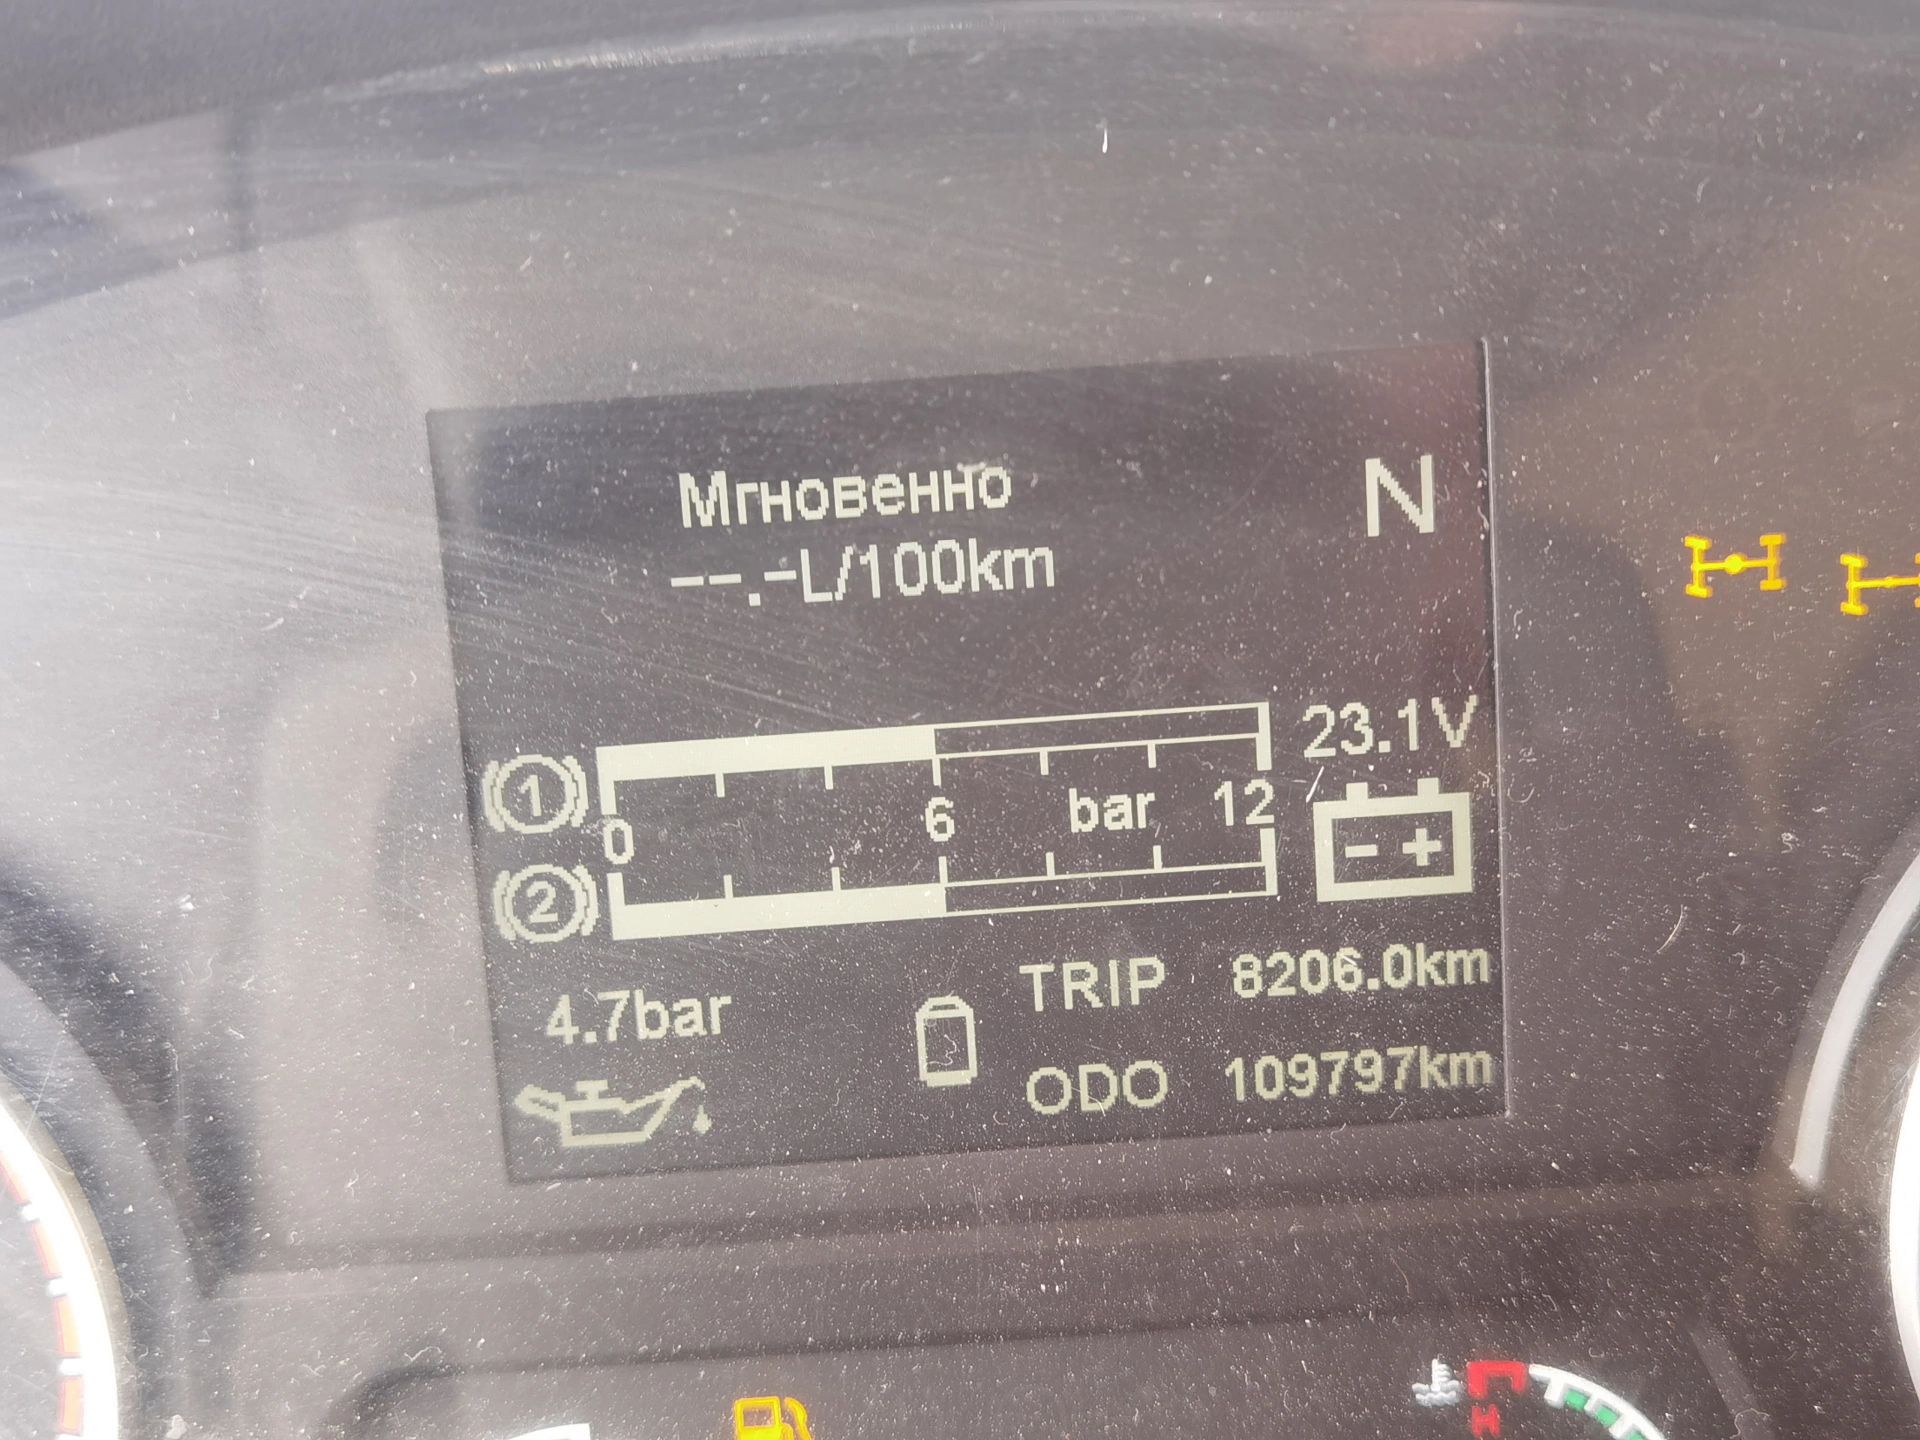 Мгновенно
N
--.-L/100km
23.1V
1
0 6 bar 12
- +
2
4.7bar
TRIP 8206.0km
ODO 109797km
H